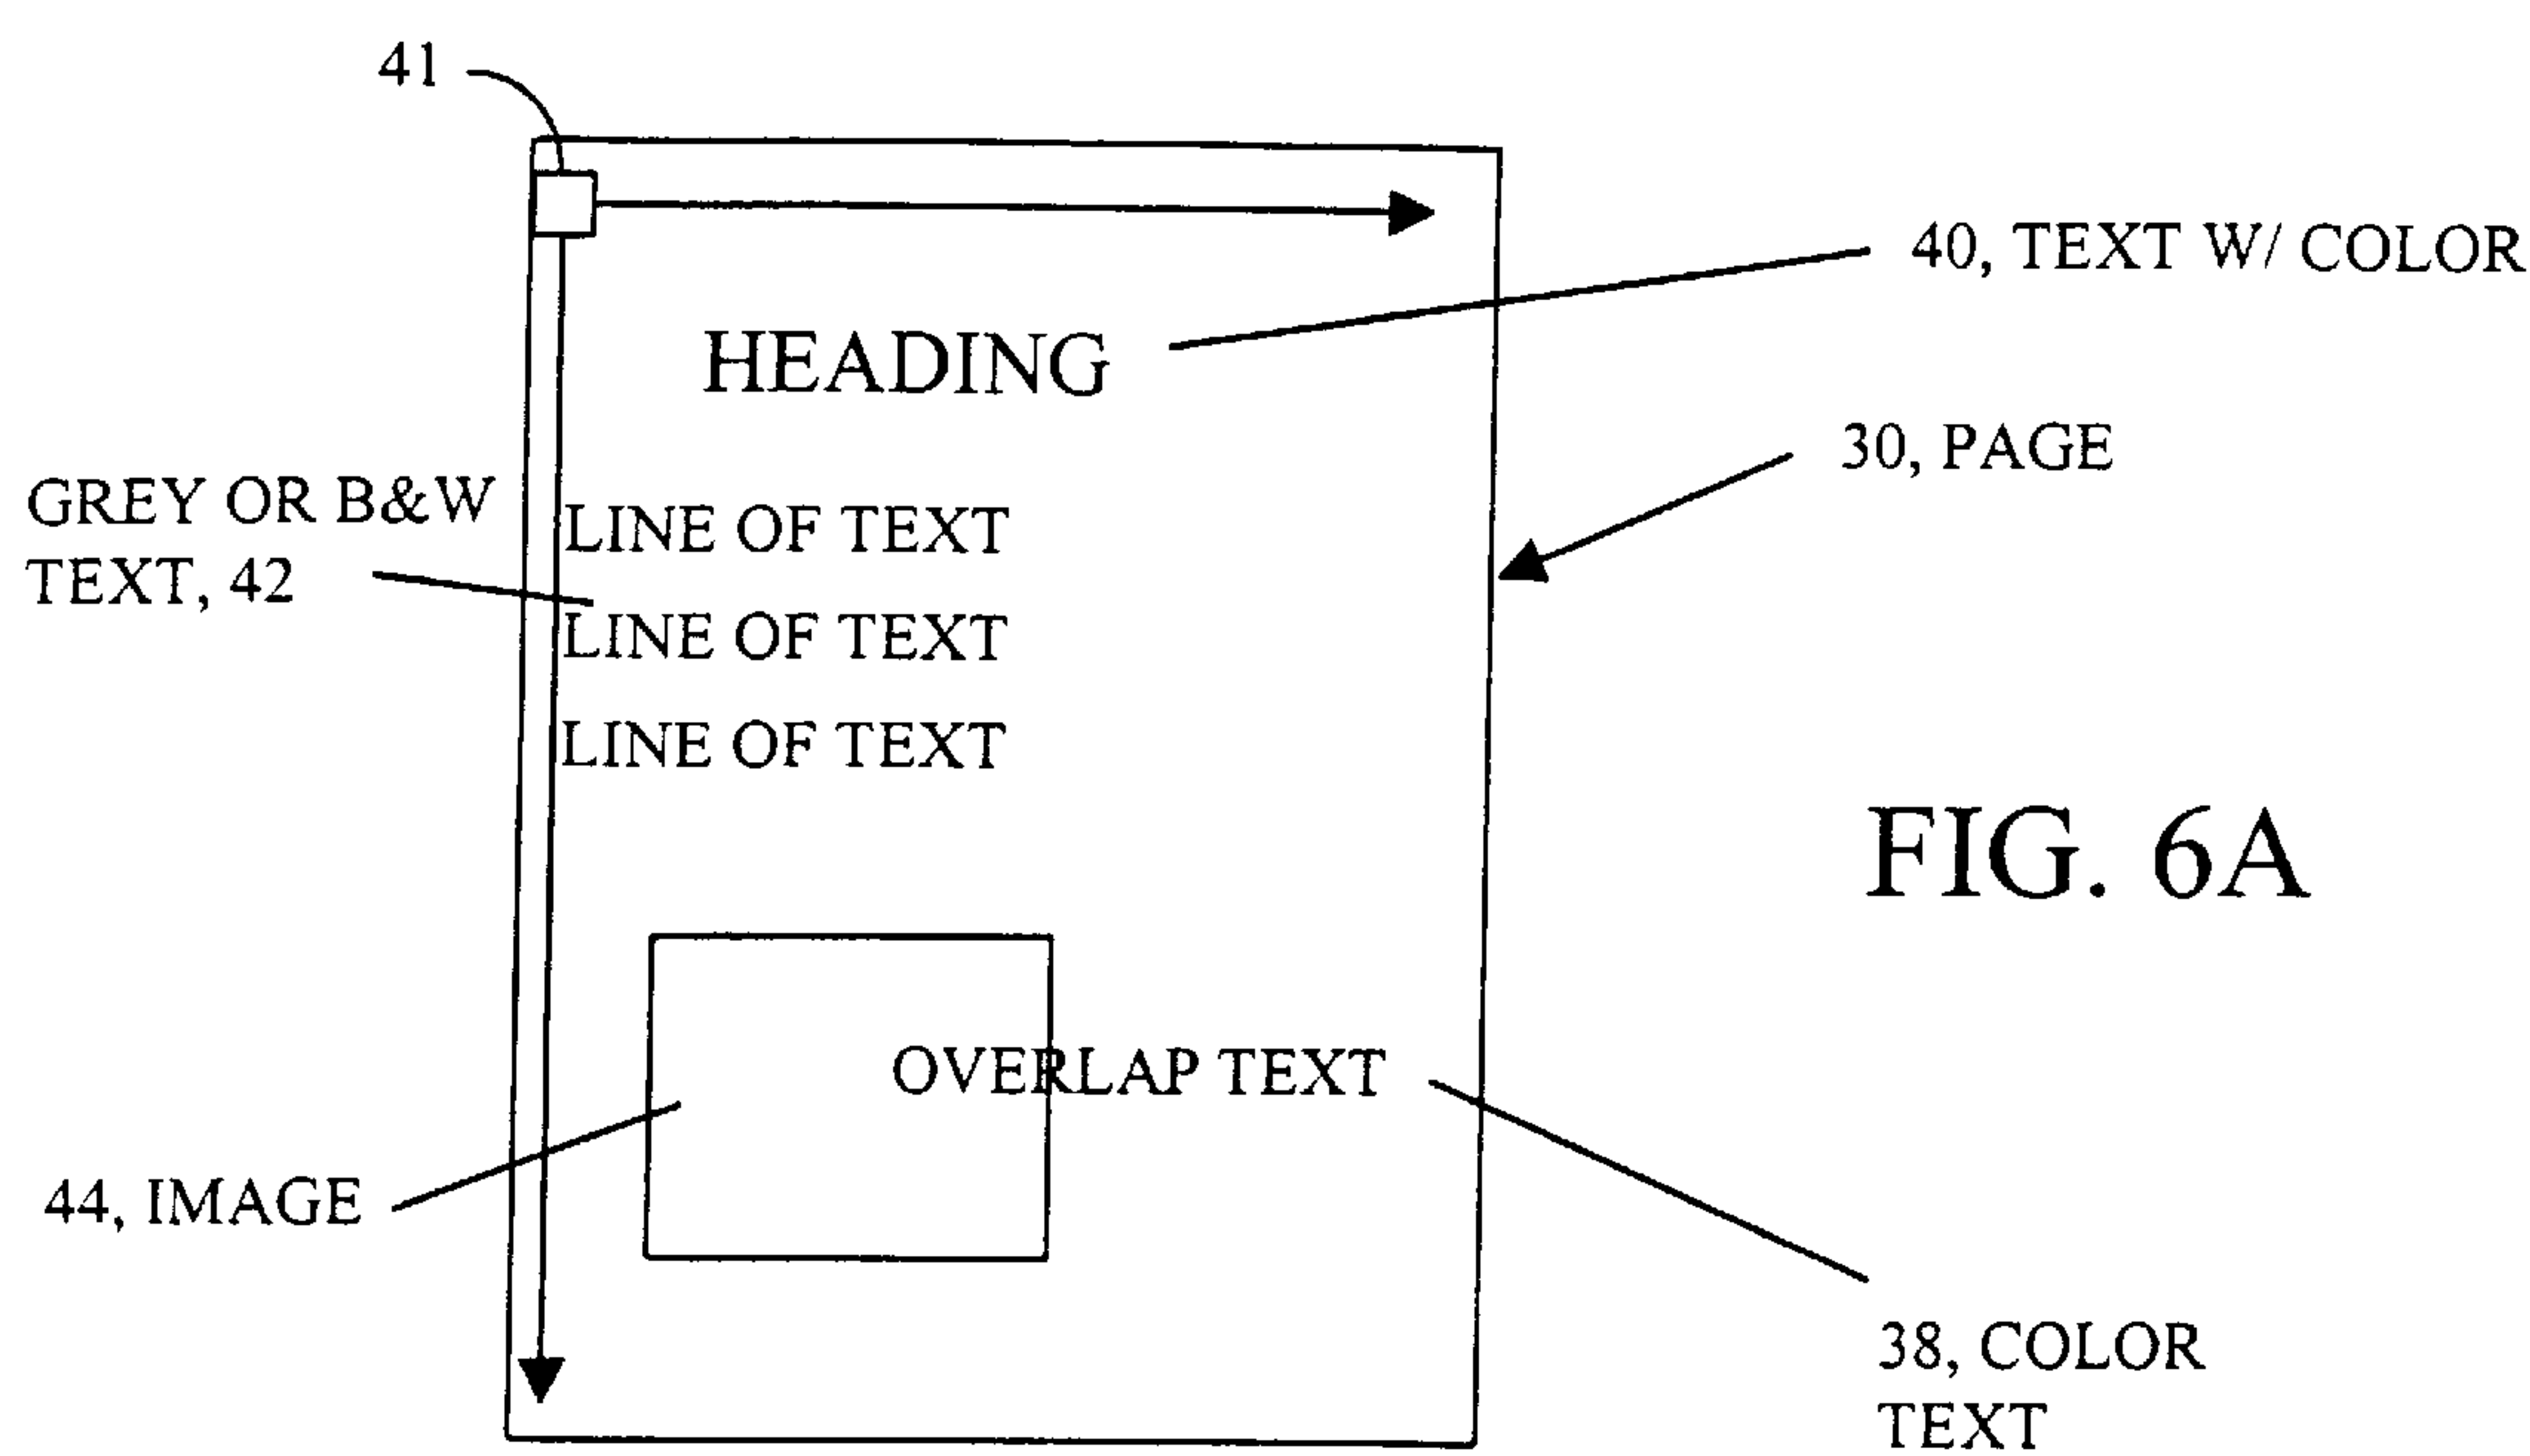 41
40, TEXT W/ COLOR
HEADING
30, PAGE
GREY OR B&W
TEXT, 42
LINE OF TEXT
LINE OF TEXT
LINE OF TEXT
FIG. 6A
OVERLAP TEXT
44, IMAGE
38, COLOR
TEXT